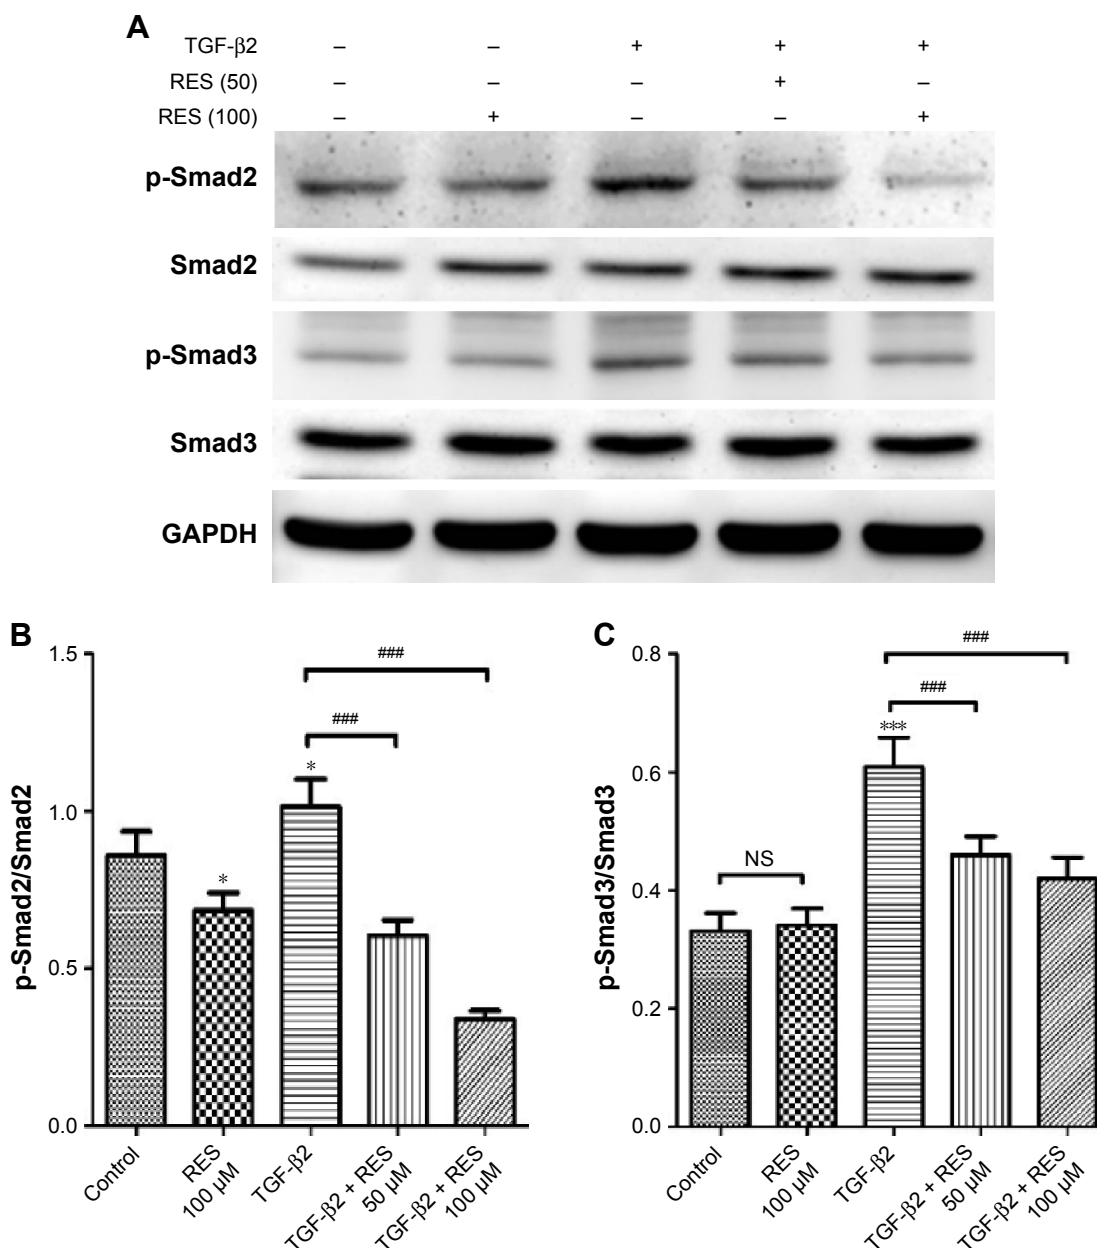 A
TGF-β2 – – + + +
RES (50) – – – + –
RES (100) – + – – +
p-Smad2
Smad2
p-Smad3
Smad3
GAPDH
B
p-Smad2/Smad2
1.5
1.0
0.5
0.0
*
*
###
###
Control
RES
100 μM
TGF-β2
TGF-β2 + RES
50 μM
TGF-β2 + RES
100 μM
C
p-Smad3/Smad3
0.8
0.6
0.4
0.2
0.0
NS
***
###
###
Control
RES
100 μM
TGF-β2
TGF-β2 + RES
50 μM
TGF-β2 + RES
100 μM